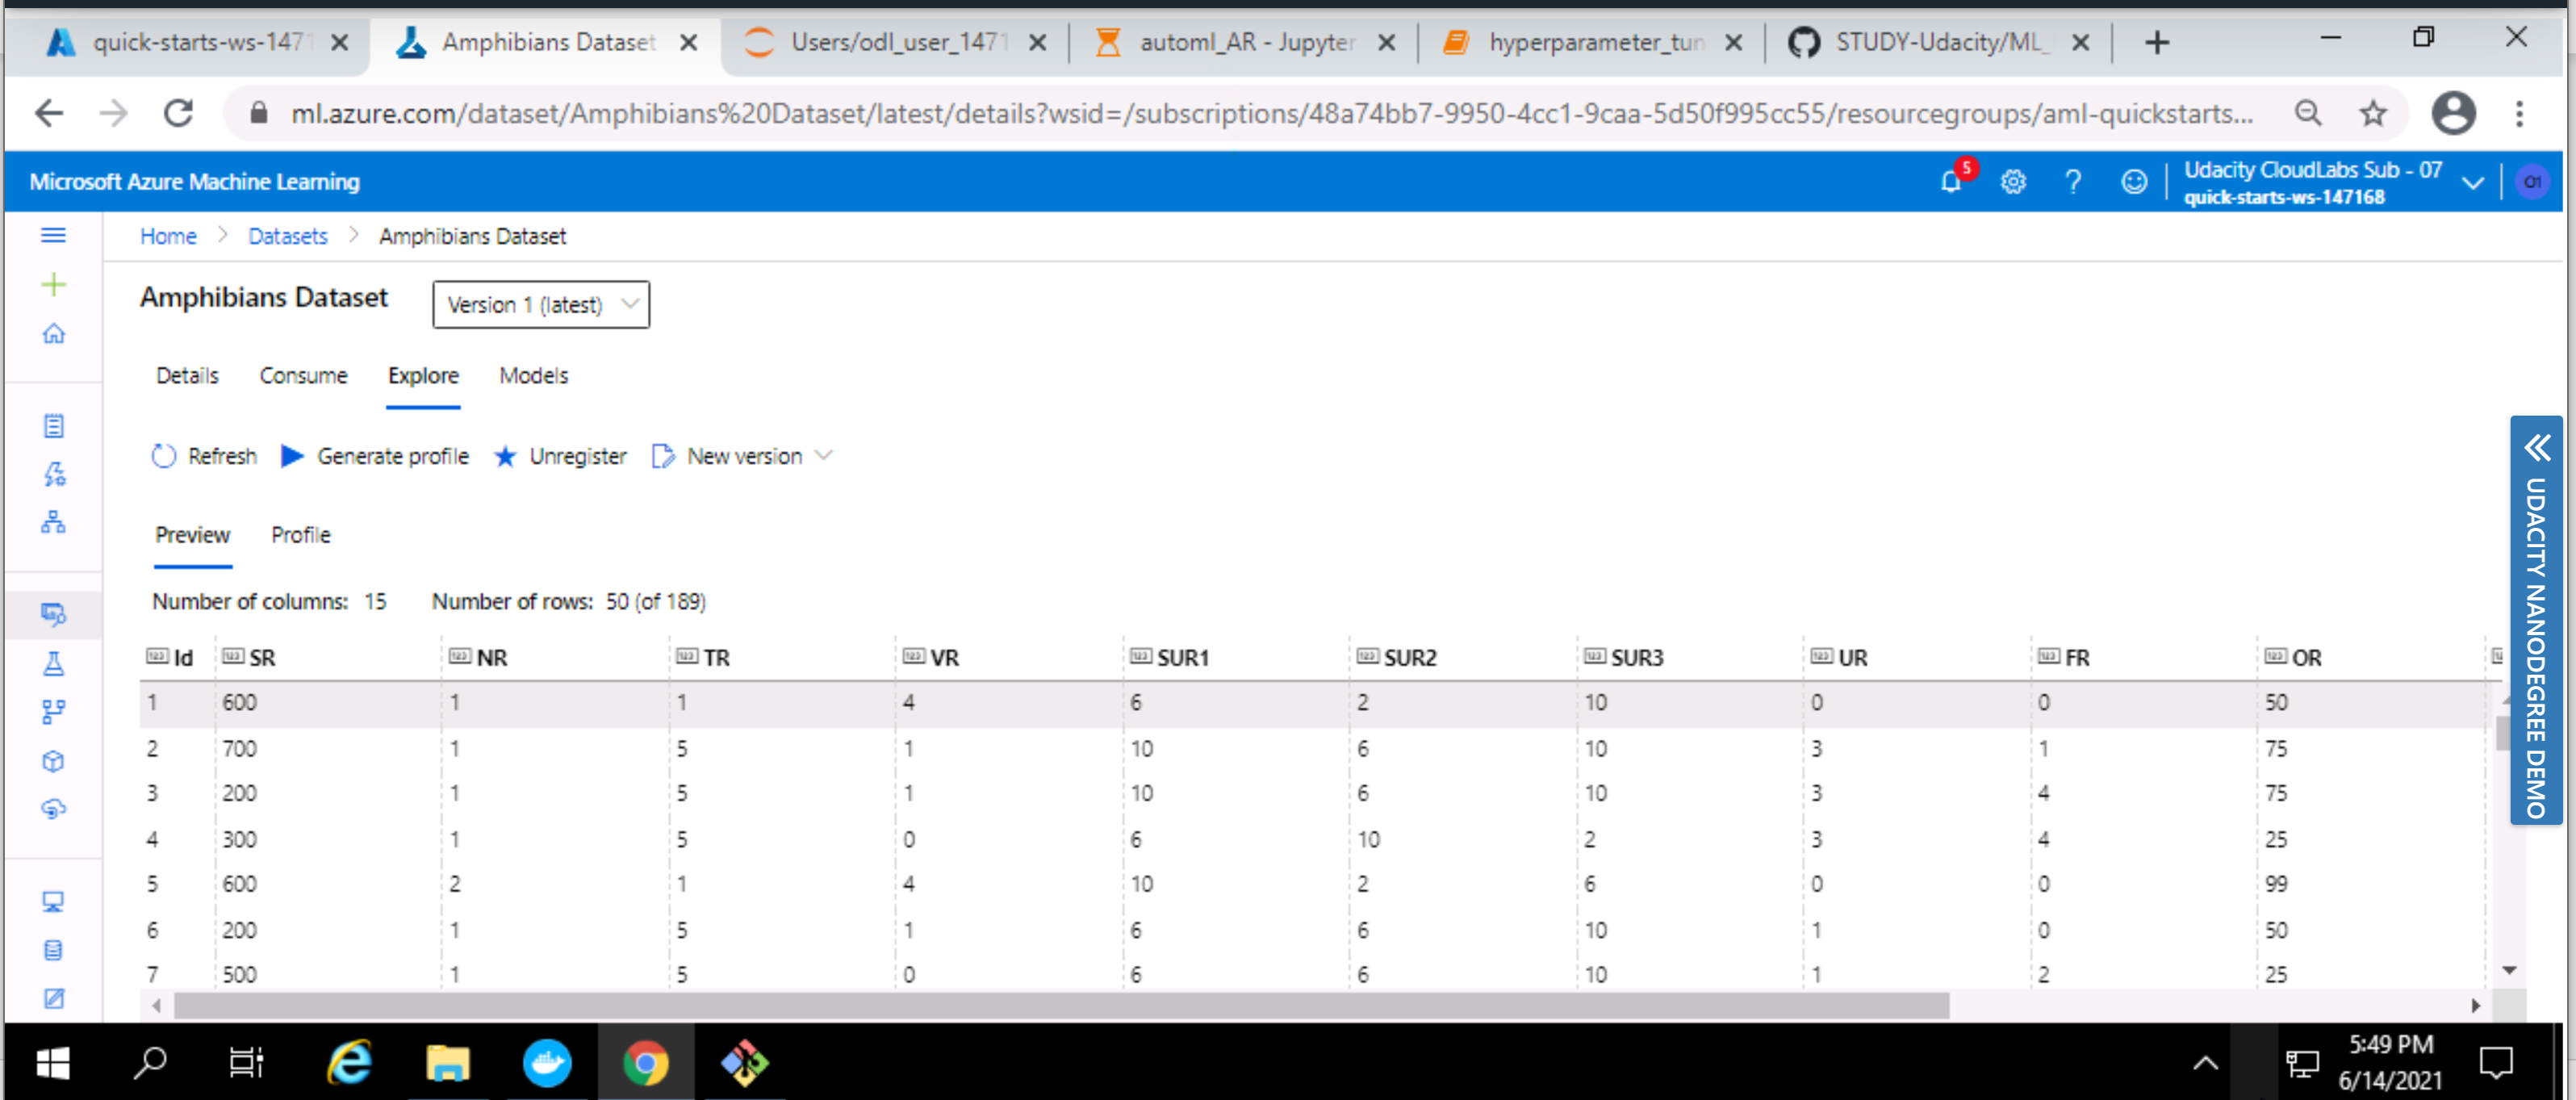 quick-starts-ws-1471
Amphibians Dataset
Users/odl_user_1471
automl_AR - Jupyter
hyperparameter_tun
STUDY-Udacity/ML_
ml.azure.com/dataset/Amphibians%20Dataset/latest/details?wsid=/subscriptions/48a74bb7-9950-4cc1-9caa-5d50f995cc55/resourcegroups/aml-quickstarts...
Microsoft Azure Machine Learning
5
?
Udacity CloudLabs Sub - 07
quick-starts-ws-147168
O1
Home > Datasets > Amphibians Dataset
Amphibians Dataset
Version 1 (latest)
Details Consume Explore Models
Refresh Generate profile Unregister New version
Preview Profile
Number of columns: 15 Number of rows: 50 (of 189)
Id SR NR TR VR SUR1 SUR2 SUR3 UR FR OR
1 600 1 1 4 6 2 10 0 0 50
2 700 1 5 1 10 6 10 3 1 75
3 200 1 5 1 10 6 10 3 4 75
4 300 1 5 0 6 10 2 3 4 25
5 600 2 1 4 10 2 6 0 0 99
6 200 1 5 1 6 6 10 1 0 50
7 500 1 5 0 6 6 10 1 2 25
UDACITY NANODEGREE DEMO
5:49 PM
6/14/2021